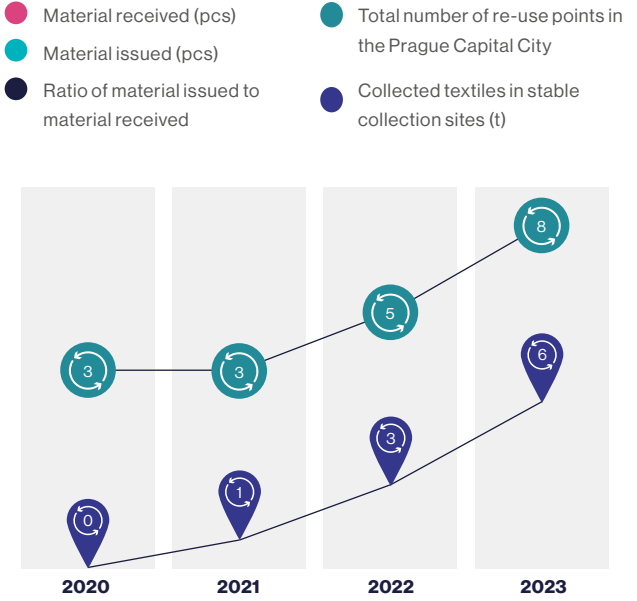 Material received (pcs)
Material issued (pcs)
Ratio of material issued to
material received
Total number of re-use points in
the Prague Capital City
Collected textiles in stable
collection sites (t)
8
5
6
3
3
3
1
0
2020
2021
2022
2023